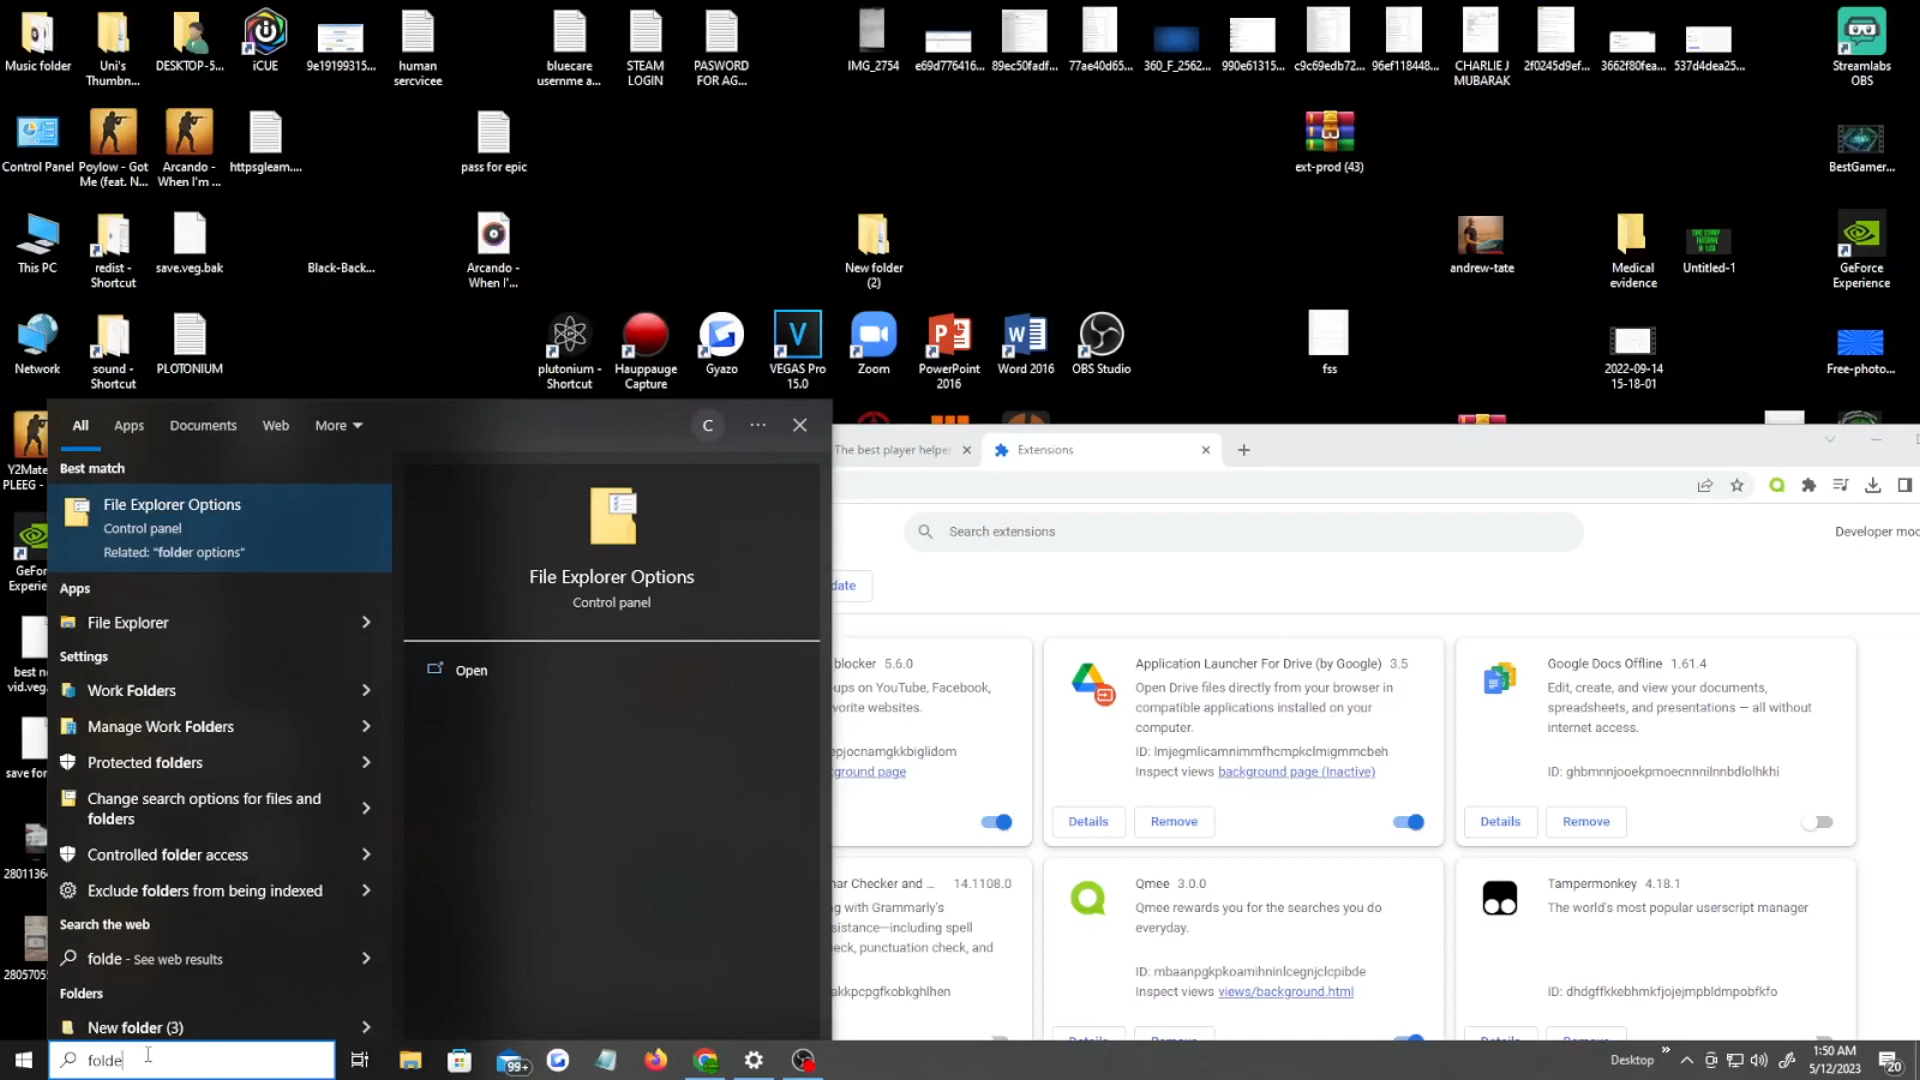 Music folder
Uni's
Thumbn...
DESKTOP-5...
iCUE
9e19199315...
human
sercvicee
bluecare
usernme a...
STEAM
LOGIN
PASWORD
FOR AG...
IMG_2754
e69d776416...
89ec50fadf...
77ae40d65...
360_F_2562...
990e61315...
c9c69edb72...
96ef118448...
CHARLIE J
MUBARAK
2f0245d9ef...
3662f80fea...
537d4dea25...
Streamlabs
OBS
Control Panel
Poylow - Got
Me (feat. N...
Arcando -
When I'm ...
httpsgleam....
pass for epic
ext-prod (43)
BestGamer...
This PC
redist -
Shortcut
save.veg.bak
Black-Back...
Arcando -
When I'...
New folder
(2)
andrew-tate
Medical
evidence
Untitled-1
GeForce
Experience
Network
sound -
Shortcut
PLOTONIUM
plutonium -
Shortcut
Hauppauge
Capture
Gyazo
VEGAS Pro
15.0
Zoom
PowerPoint
2016
Word 2016
OBS Studio
fss
2022-09-14
15-18-01
Free-photo...
Y2Mate
PLEEG -
GeFor
Experie
best ne
vid.veg.
save for
2801136
2805705
All
Apps
Documents
Web
More
C
Best match
File Explorer Options
Control panel
Related: "folder options"
Apps
File Explorer
Settings
Work Folders
Manage Work Folders
Protected folders
Change search options for files and
folders
Controlled folder access
Exclude folders from being indexed
Search the web
folde - See web results
Folders
New folder (3)
File Explorer Options
Control panel
Open
The best player helper
Extensions
Search extensions
Developer mod
date
blocker 5.6.0
ups on YouTube, Facebook,
vorite websites.
epjocnamgkkbiglidom
ground page
Application Launcher For Drive (by Google) 3.5
Open Drive files directly from your browser in
compatible applications installed on your
computer.
ID: lmjegmlicamnimmfhcmpkclmigmmcbeh
Inspect views background page (Inactive)
Details
Remove
Google Docs Offline 1.61.4
Edit, create, and view your documents,
spreadsheets, and presentations — all without
internet access.
ID: ghbmnnjooekpmoecnnnilnnbdlolhkhi
Details
Remove
mar Checker and ... 14.1108.0
g with Grammarly's
sistance—including spell
eck, punctuation check, and
akkpcpgfkobkghlhen
Qmee 3.0.0
Qmee rewards you for the searches you do
everyday.
ID: mbaanpgkpkoamihninlcegnjclcpibde
Inspect views views/background.html
Tampermonkey 4.18.1
The world's most popular userscript manager
ID: dhdgffkkebhmkfjojejmpbldmpobfkfo
folde
99+
Desktop
1:50 AM
5/12/2023
20